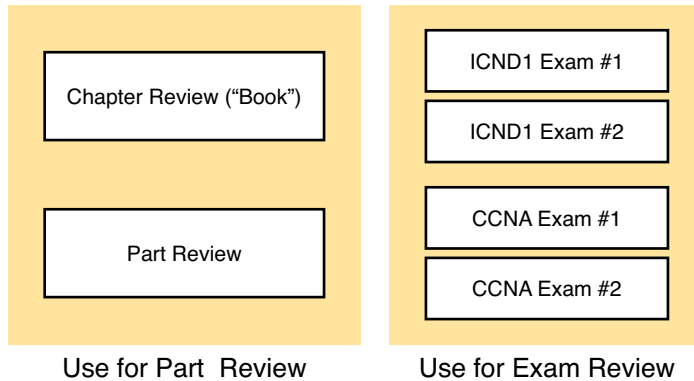 Chapter Review (“Book”)
Part Review
Use for Part Review
ICND1 Exam #1
ICND1 Exam #2
CCNA Exam #1
CCNA Exam #2
Use for Exam Review